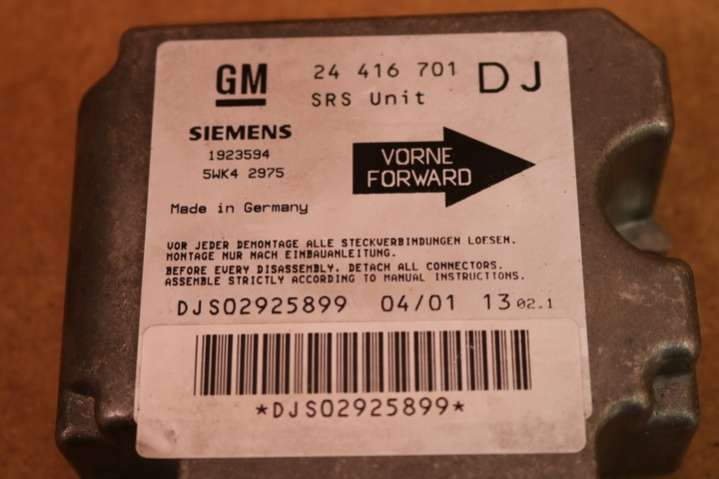 GM
24 416 701 DJ
SRS Unit
SIEMENS
1923594
5WK4 2975
VORNE
FORWARD
Made in Germany
VOR JEDER DEMONTAGE ALLE STECKVERBINDUNGEN LOESEN.
MONTAGE NUR NACH EINBAUANLEITUNG.
BEFORE EVERY DISASSEMBLY, DETACH ALL CONNECTORS.
ASSEMBLE STRICTLY ACCORDING TO MANUAL INSTRUCTIONS.
DJS02925899 04/01 13 02.1
*DJS02925899*